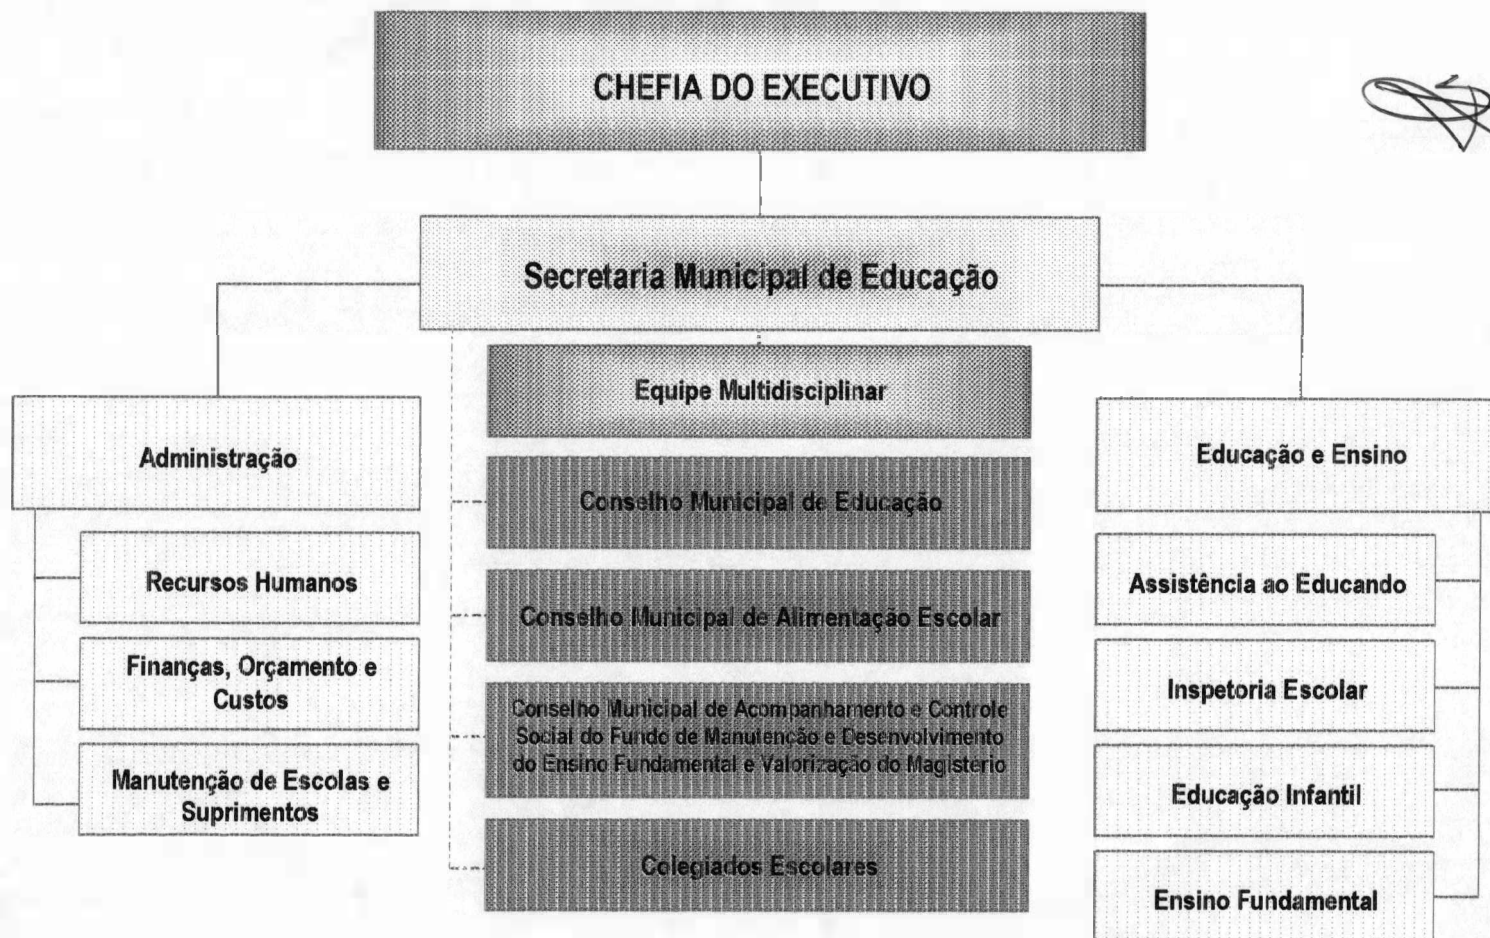 CHEFIA DO EXECUTIVO
Secretaria Municipal de Educação
Equipe Multidisciplinar
Administração
Recursos Humanos
Finanças, Orçamento e
Custos
Manutenção de Escolas e
Suprimentos
Conselho Municipal de Educação
Conselho Municipal de Alimentação Escolar
Conselho Municipal de Acompanhamento e Controle
Social do Fundo de Manutenção e Desenvolvimento
do Ensino Fundamental e Valorização do Magistério
Colegiados Escolares
Educação e Ensino
Assistência ao Educando
Inspetoria Escolar
Educação Infantil
Ensino Fundamental